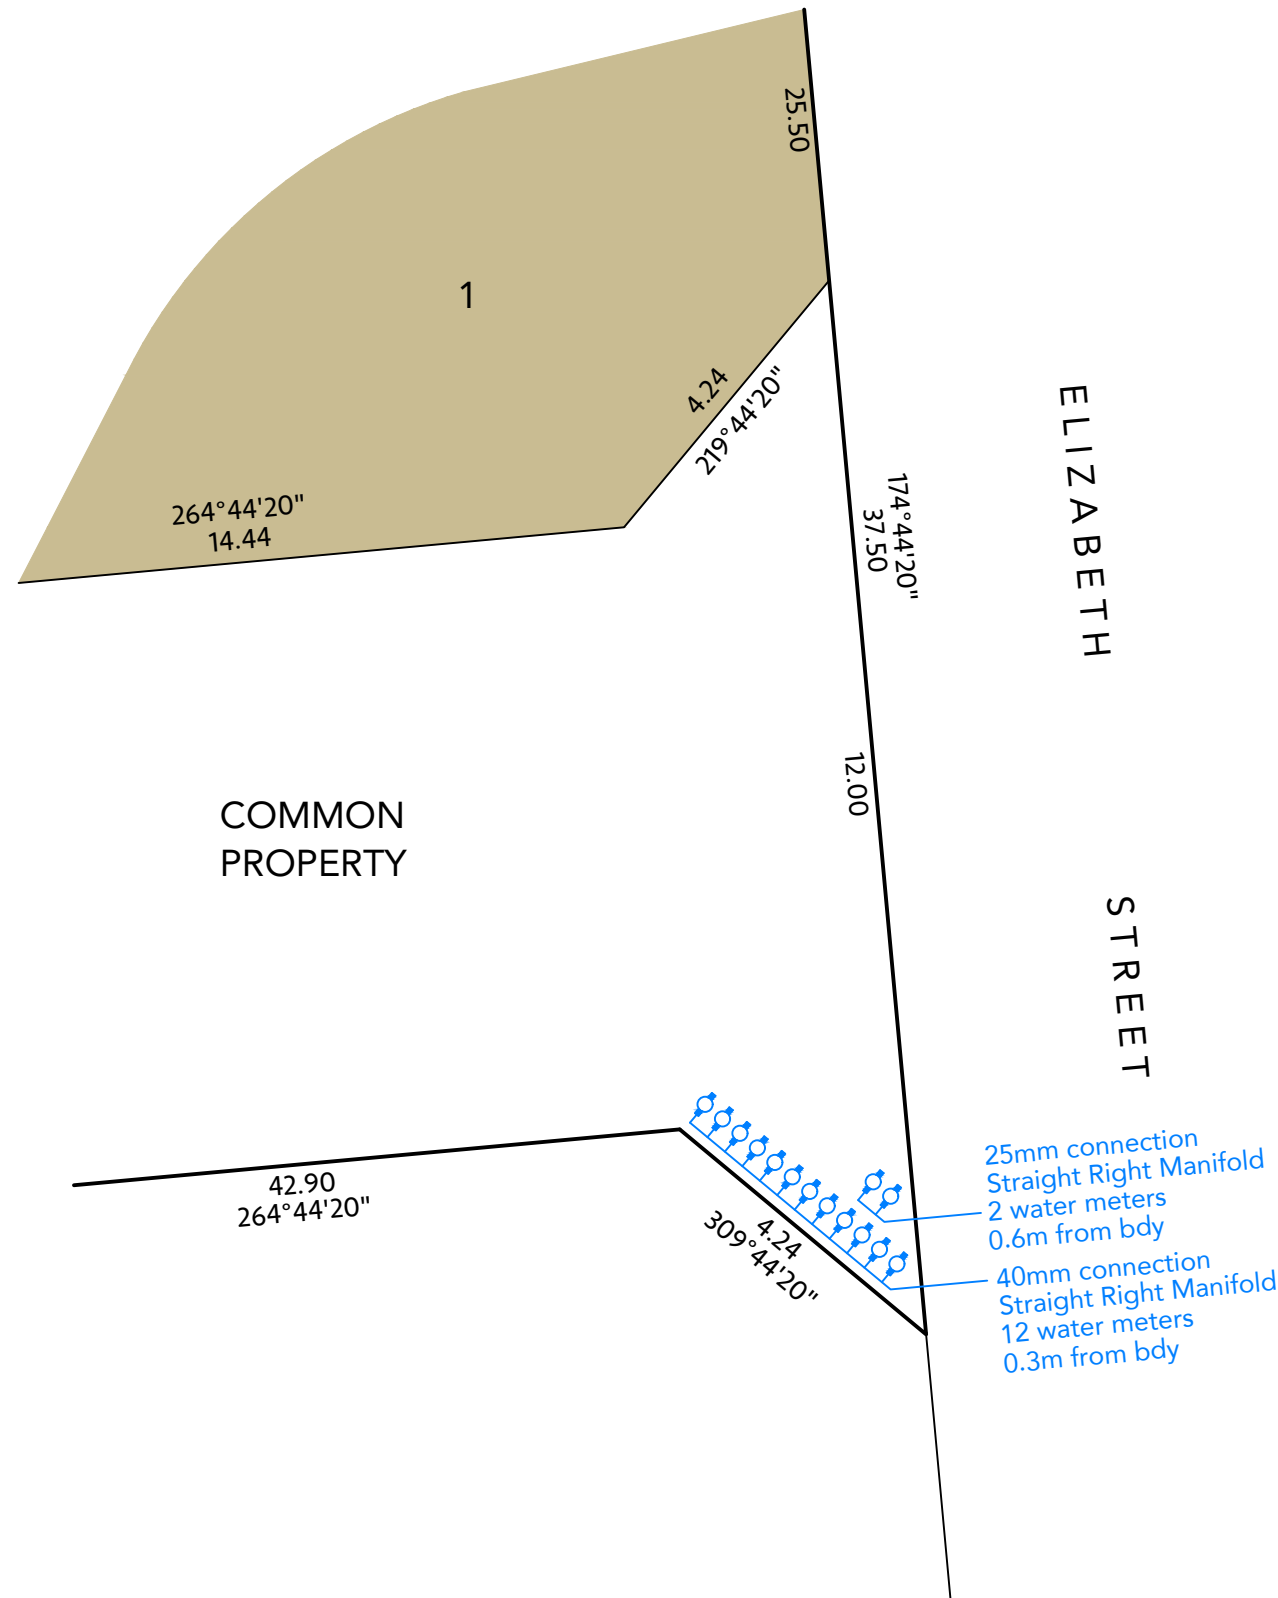 25.50
1
4.24
219°44'20"
264°44'20"
14.44
174°44'20"
37.50
ELIZABETH
12.00
COMMON
PROPERTY
STREET
42.90
264°44'20"
4.24
309°44'20"
25mm connection
Straight Right Manifold
2 water meters
0.6m from bdy
40mm connection
Straight Right Manifold
12 water meters
0.3m from bdy